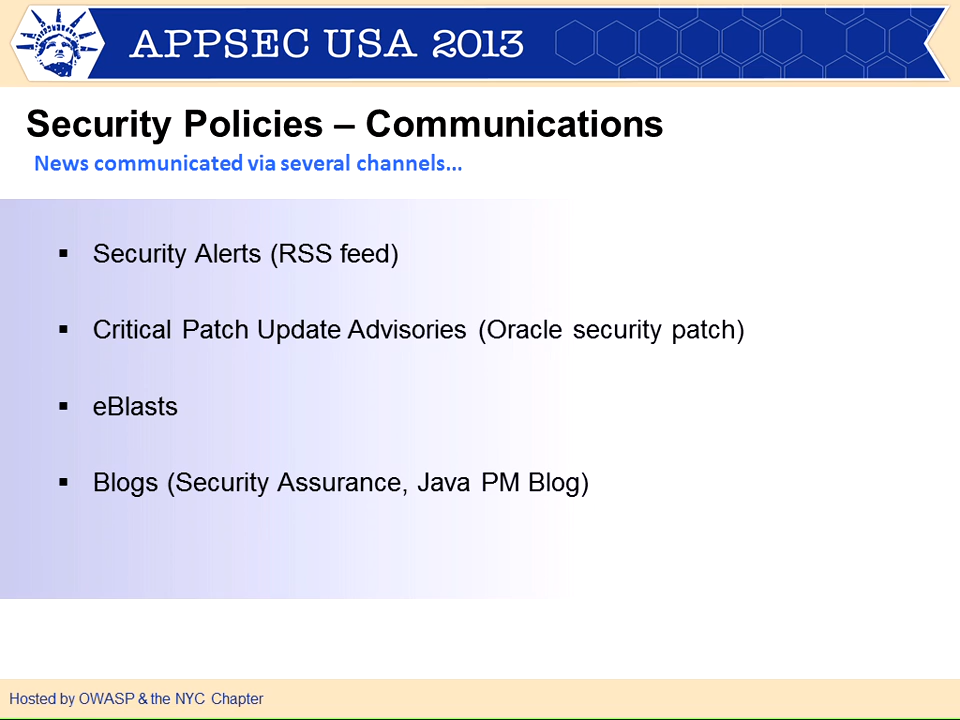 APPSEC USA 2013
Security Policies – Communications
News communicated via several channels...
▪ Security Alerts (RSS feed)
▪ Critical Patch Update Advisories (Oracle security patch)
▪ eBlasts
▪ Blogs (Security Assurance, Java PM Blog)
Hosted by OWASP & the NYC Chapter